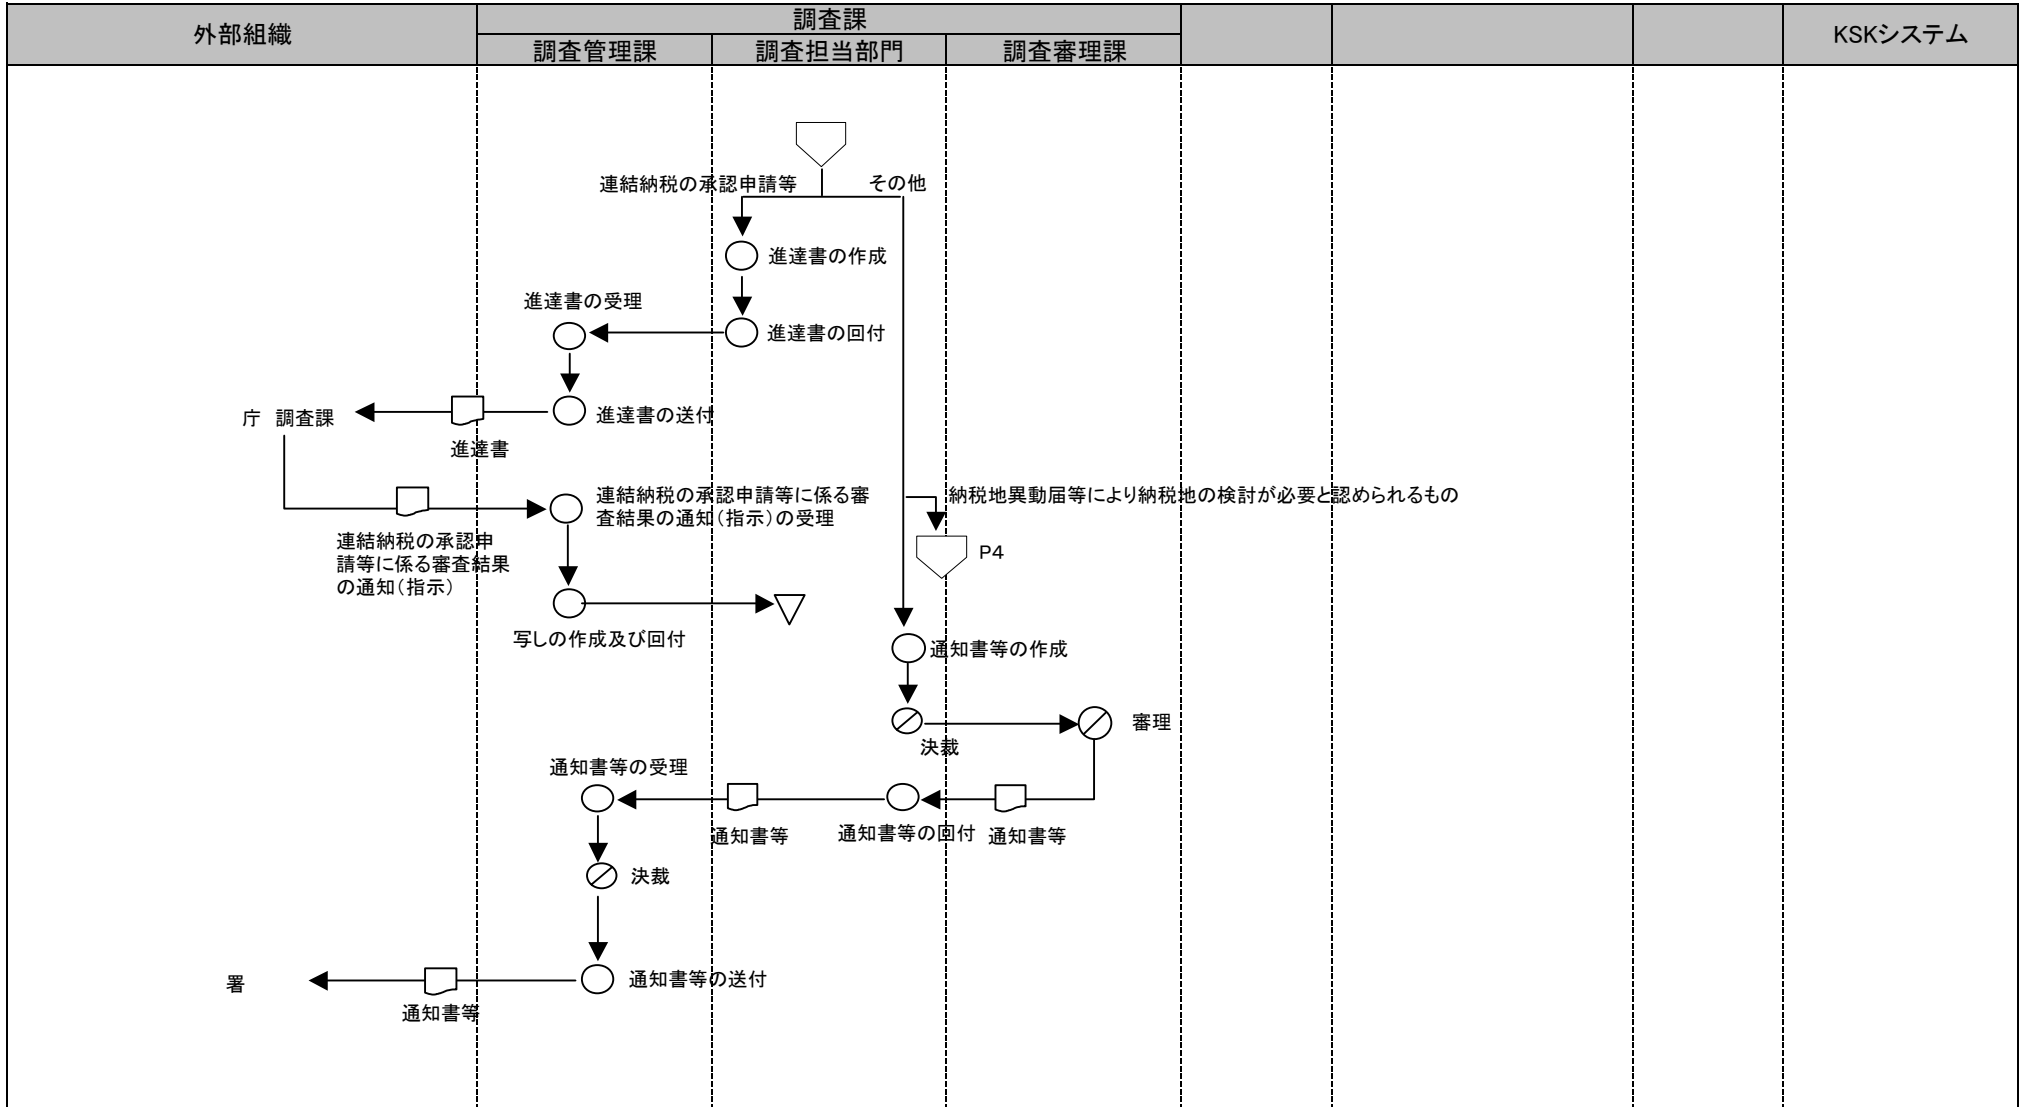 外部組織
調査課
調査管理課
調査担当部門
調査審理課
KSKシステム
連結納税の承認申請等
その他
進達書の作成
進達書の受理
進達書の回付
庁 調査課
進達書の送付
進達書
連結納税の承認申請等に係る審
査結果の通知（指示）の受理
納税地異動届等により納税地の検討が必要と認められるもの
連結納税の承認申
請等に係る審査結果
の通知（指示）
P4
写しの作成及び回付
通知書等の作成
審理
決裁
通知書等の受理
通知書等
通知書等の回付
通知書等
決裁
署
通知書等の送付
通知書等